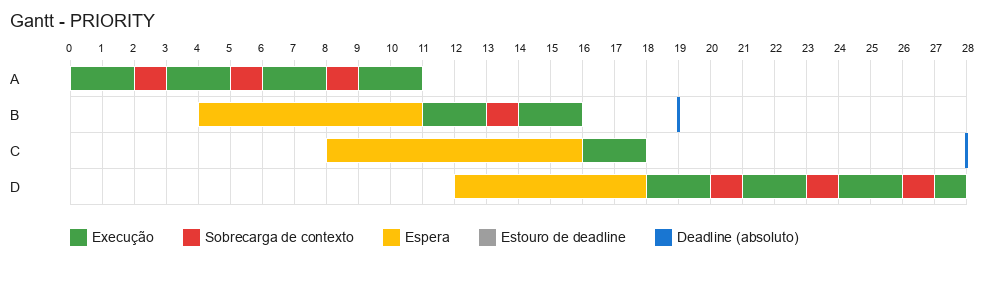 Gantt - PRIORITY
0 1 2 3 4 5 6 7 8 9 10 11 12 13 14 15 16 17 18 19 20 21 22 23 24 25 26 27 28
A
B
C
D
Execução Sobrecarga de contexto Espera Estouro de deadline Deadline (absoluto)